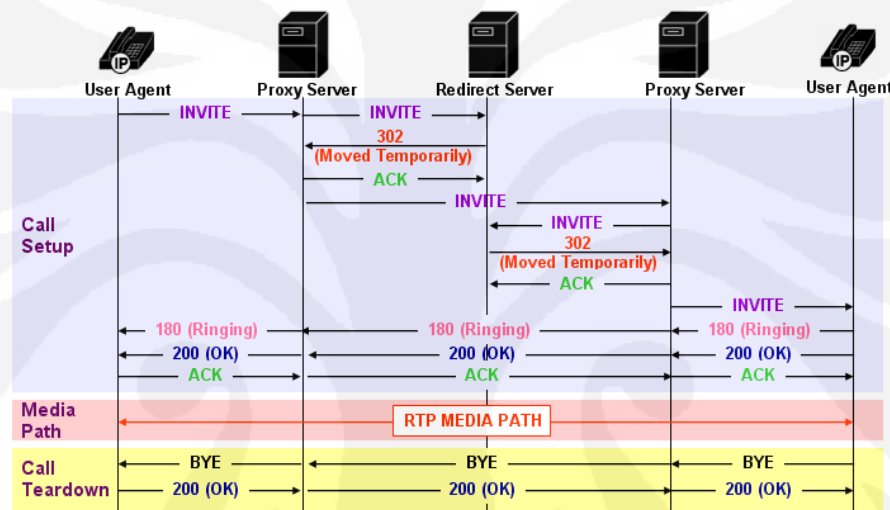 IP
IP
User Agent Proxy Server Redirect Server Proxy Server User Agent
INVITE INVITE
302
(Moved Temporarily)
ACK
INVITE
INVITE
Call
Setup
302
(Moved Temporarily)
ACK
INVITE
180 (Ringing) 180 (Ringing) 180 (Ringing)
200 (OK) 200 (OK) 200 (OK)
ACK ACK ACK
Media
Path
RTP MEDIA PATH
BYE BYE BYE
Call
Teardown
200 (OK) 200 (OK) 200 (OK)